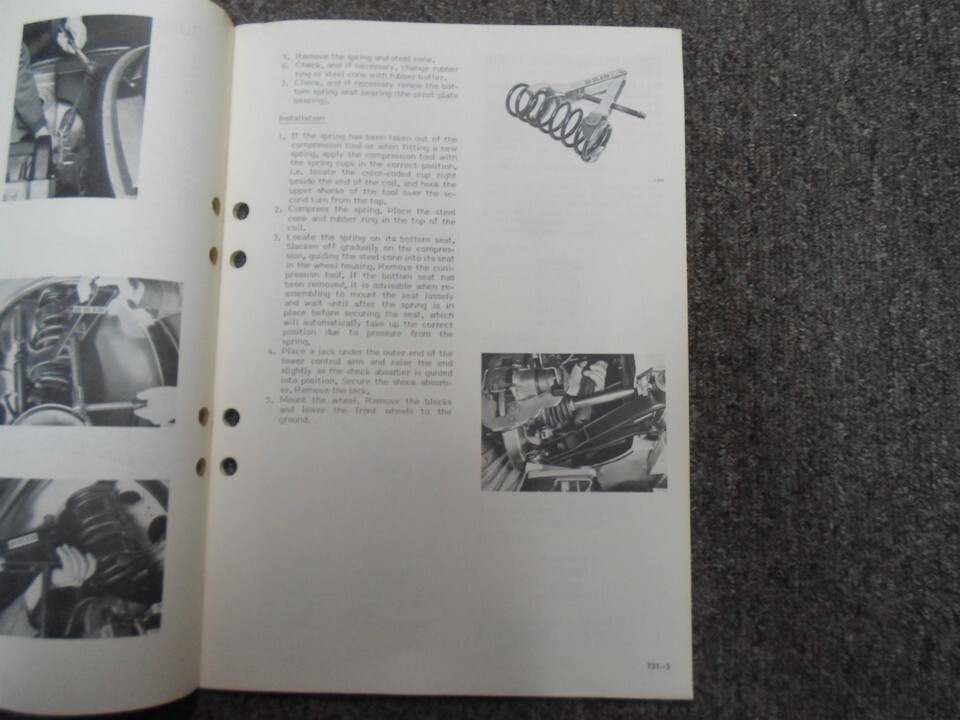 5. Remove the spring and steel cone.
6. Check, and if necessary, change rubber
ring or steel cone with rubber buffer.
7. Check, and if necessary renew the bot-
tom spring seat bearing (the pivot plate
bearing).
Installation
1. If the spring has been taken out of the
compression tool or when fitting a new
spring, apply the compression tool with
the spring cups in the correct position,
i.e. locate the color-coded cup right
beside the end of the coil, and hook the
upper shanks of the tool over the se-
cond turn from the top.
2. Compress the spring. Place the steel
cone and rubber ring in the top of the
coil.
3. Locate the spring on its bottom seat.
Slacken off gradually on the compres-
sion, guiding the steel cone into its seat
in the wheel housing. Remove the com-
pression tool. If the bottom seat has
been removed, it is advisable when re-
assembling to mount the seat loosely
and wait until after the spring is in
place before securing the seat, which
will automatically take up the correct
position due to pressure from the
spring.
4. Place a jack under the outer end of the
lower control arm and raise the end
slightly as the shock absorber is guided
into position. Secure the shock absorb-
er. Remove the jack.
5. Mount the wheel. Remove the blocks
and lower the front wheels to the
ground.
731-3